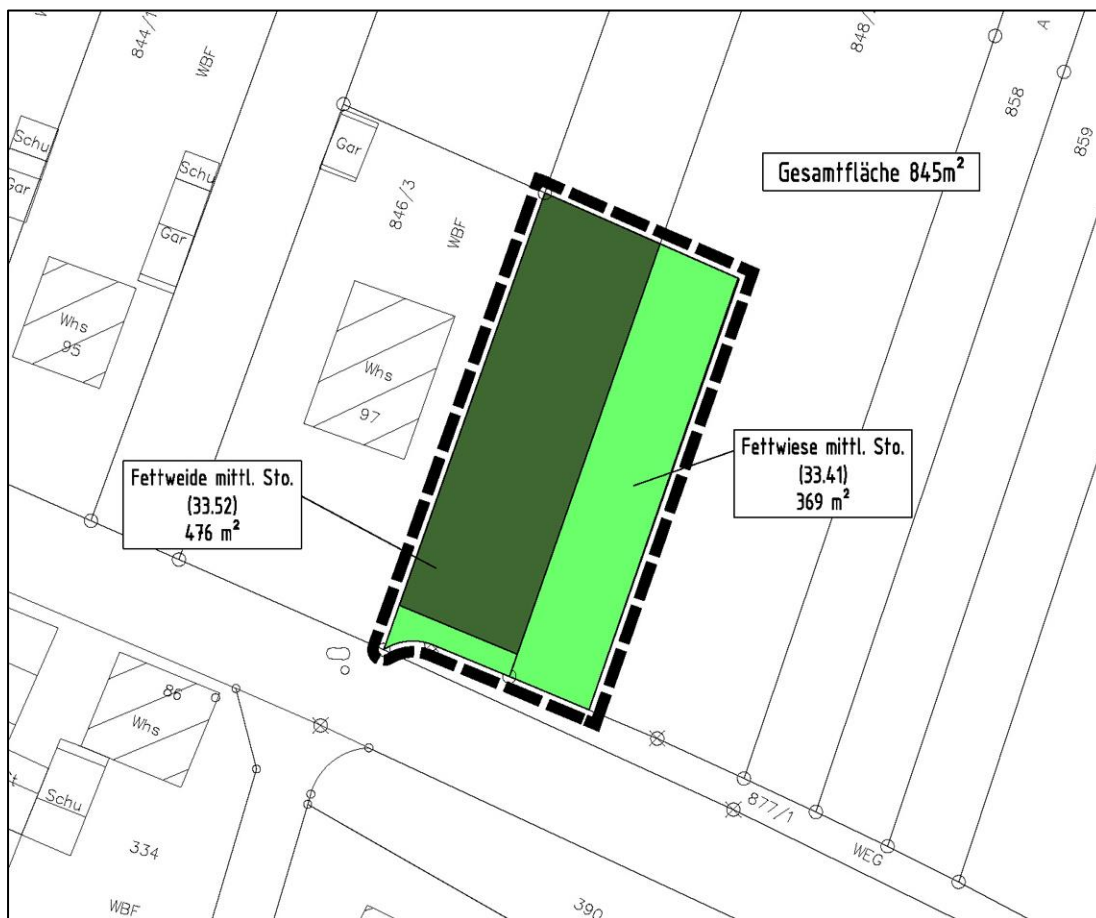 844/1
WBF
848/
A
858
859
Schu
Gar
Schu
Gar
Gar
846/3
WBF
Gesamtfläche 845m²
Whs
95
Whs
97
Fettweide mittl. Sto.
(33.52)
476 m²
Fettwiese mittl. Sto.
(33.41)
369 m²
86
Whs
Schu
334
WBF
877/1
WEG
390